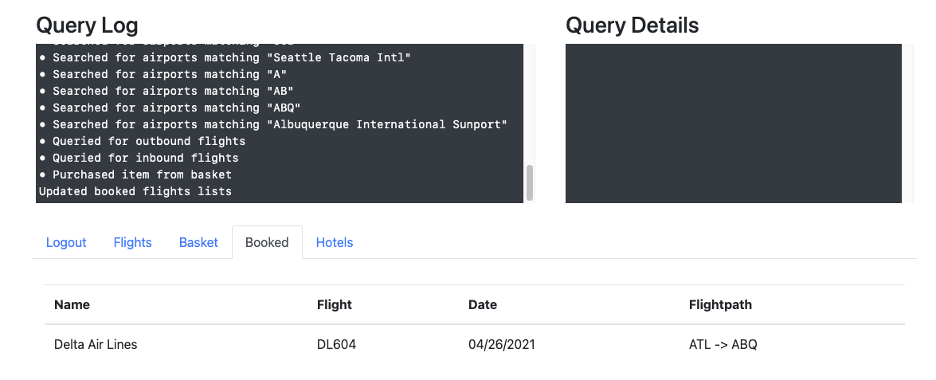 Query Log
Query Details
• Searched for airports matching "Seattle Tacoma Intl"
• Searched for airports matching "A"
• Searched for airports matching "AB"
• Searched for airports matching "ABQ"
• Searched for airports matching "Albuquerque International Sunport"
• Queried for outbound flights
• Queried for inbound flights
• Purchased item from basket
Updated booked flights lists
Logout Flights Basket Booked Hotels
Name Flight Date Flightpath
Delta Air Lines DL604 04/26/2021 ATL -> ABQ